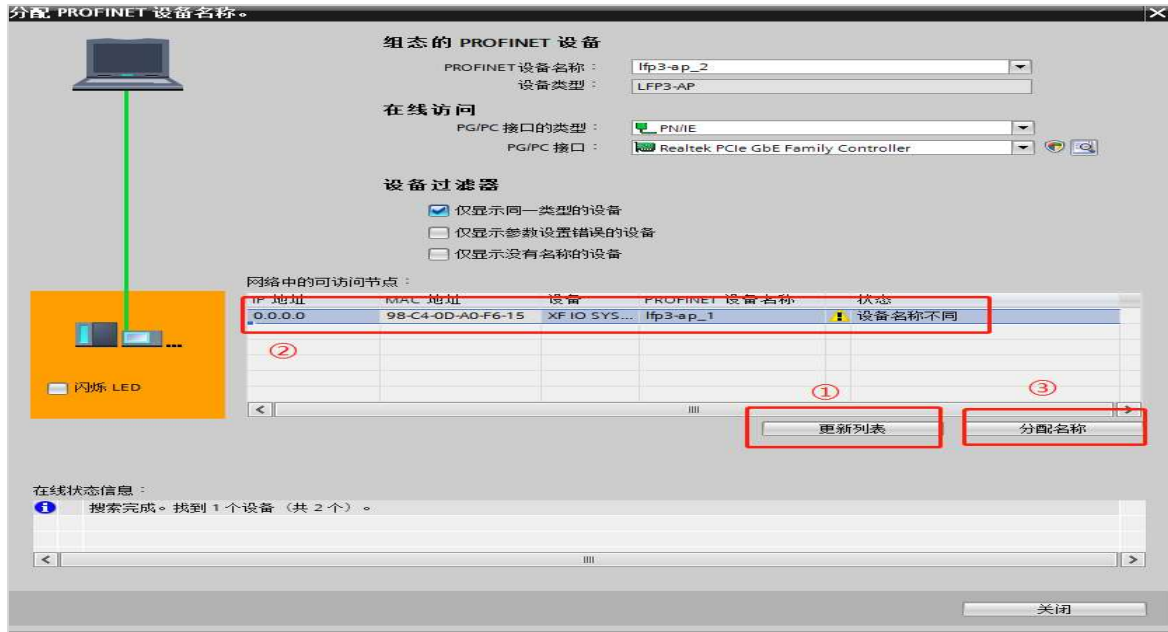 分配 PROFINET 设备名称。
组态的 PROFINET 设备
PROFINET设备名称： lfp3-ap_2
设备类型： LFP3-AP
在线访问
PG/PC 接口的类型： PN/IE
PG/PC 接口： Realtek PCIe GbE Family Controller
设备过滤器
仅显示同一类型的设备
仅显示参数设置错误的设备
仅显示没有名称的设备
网络中的可访问节点：
IP 地址 MAC 地址 设备 PROFINET 设备名称 状态
0.0.0.0 98-C4-0D-A0-F6-15 XF IO SYS... lfp3-ap_1 设备名称不同
②
闪烁 LED
① ③
更新列表 分配名称
在线状态信息：
搜索完成。找到 1 个设备（共 2 个）。
关闭